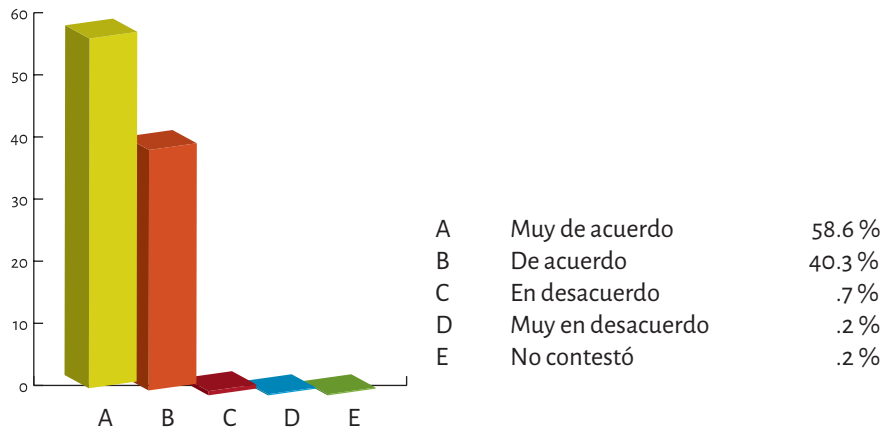 60
50
40
30
20
10
0
A B C D E
A Muy de acuerdo 58.6 %
B De acuerdo 40.3 %
C En desacuerdo .7 %
D Muy en desacuerdo .2 %
E No contestó .2 %